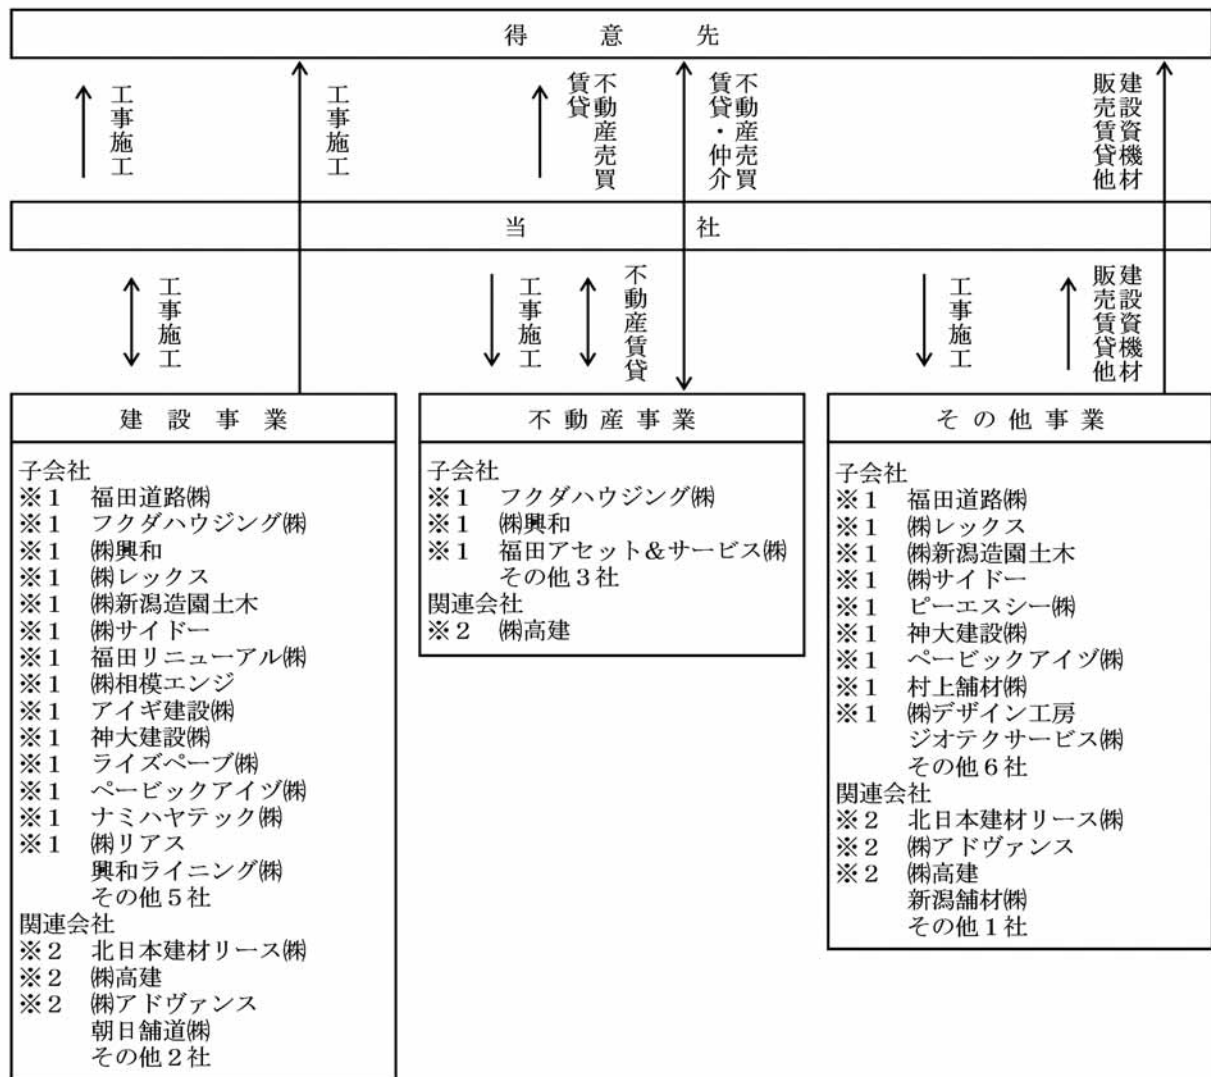 得意先
工事施工
工事施工
不動産売買
賃貸
不動産売買
賃貸・仲介
建設資機材
販売賃貸他
当社
工事施工
工事施工
不動産賃貸
工事施工
建設資機材
販売賃貸他
建設事業
子会社
※1 福田道路㈱
※1 フクダハウジング㈱
※1 ㈱興和
※1 ㈱レックス
※1 ㈱新潟造園土木
※1 ㈱サイドー
※1 福田リニューアル㈱
※1 ㈱相模エンジ
※1 アイギ建設㈱
※1 神大建設㈱
※1 ライズペーブ㈱
※1 ペービックアイヅ㈱
※1 ナミハヤテック㈱
※1 ㈱リアス
興和ライニング㈱
その他5社
関連会社
※2 北日本建材リース㈱
※2 ㈱高建
※2 ㈱アドヴァンス
朝日舗道㈱
その他2社
不動産事業
子会社
※1 フクダハウジング㈱
※1 ㈱興和
※1 福田アセット＆サービス㈱
その他3社
関連会社
※2 ㈱高建
その他事業
子会社
※1 福田道路㈱
※1 ㈱レックス
※1 ㈱新潟造園土木
※1 ㈱サイドー
※1 ピーエスシー㈱
※1 神大建設㈱
※1 ペービックアイヅ㈱
※1 村上舗材㈱
※1 ㈱デザイン工房
ジオテクサービス㈱
その他6社
関連会社
※2 北日本建材リース㈱
※2 ㈱アドヴァンス
※2 ㈱高建
新潟舗材㈱
その他1社